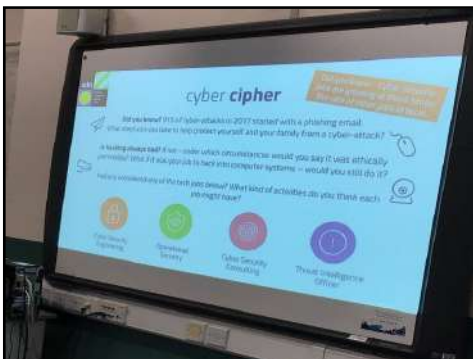 cyber cipher
Did you know? 91% of cyber-attacks in 2017 started with a phishing email.
What steps can you take to help protect yourself and your family from a cyber-attack?
Is hacking always bad? If not – under which circumstances would you say it was ethically
permissible? What if it was your job to hack into computer systems – would you still do it?
any of the tech jobs below? What kind of activities do you think each
job might have?
Cyber Security
Engineering
Operational
Security
Cyber Security
Consulting
Threat Intelligence
Officer